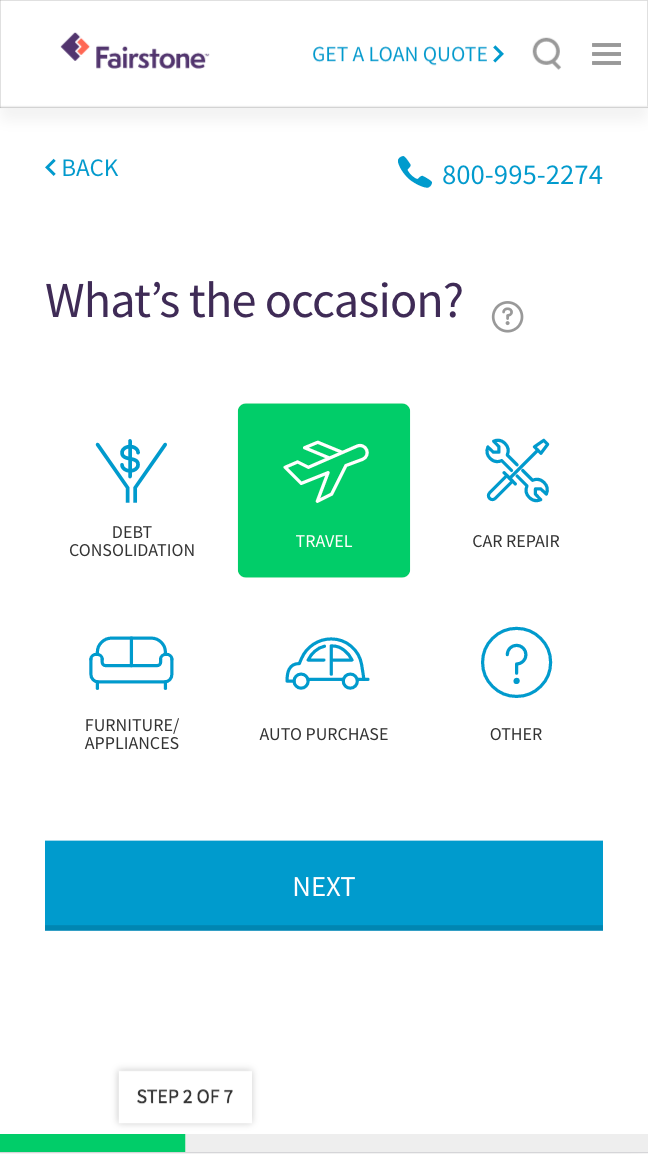 Fairstone
GET A LOAN QUOTE
BACK
800-995-2274
What's the occasion?
?
$
DEBT
CONSOLIDATION
TRAVEL
CAR REPAIR
?
FURNITURE/
APPLIANCES
AUTO PURCHASE
OTHER
NEXT
STEP 2 OF 7